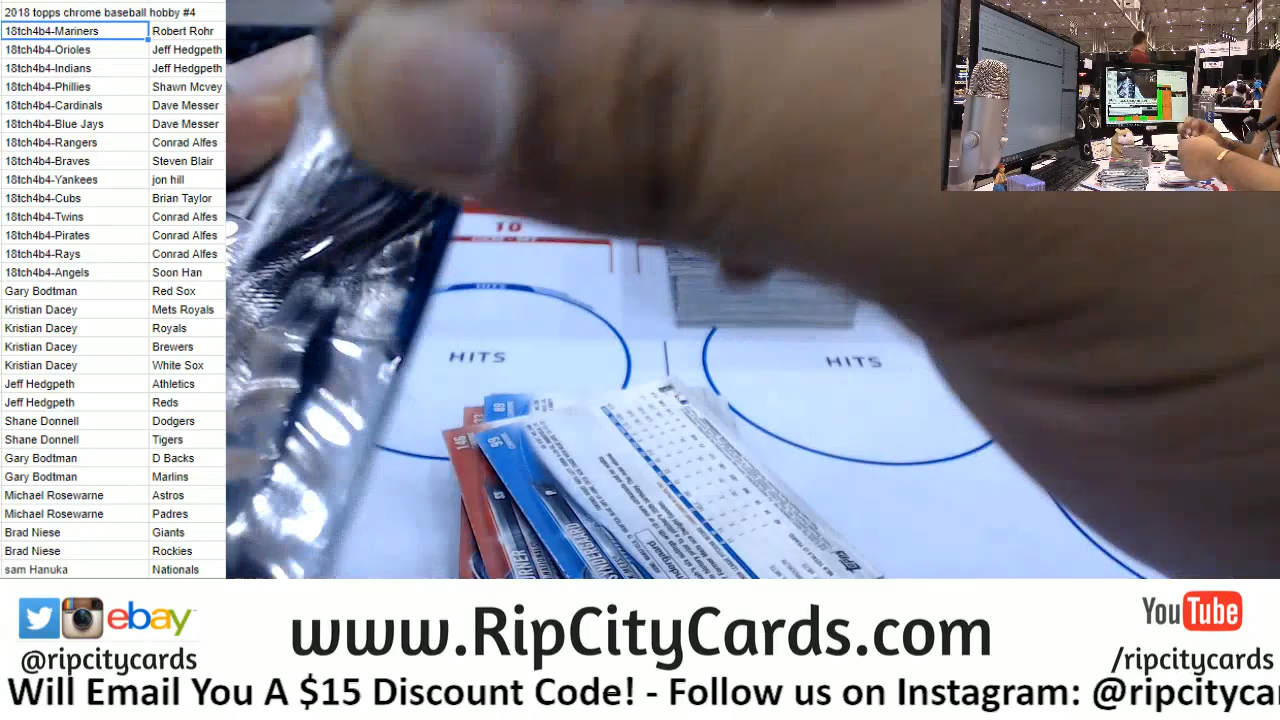 2018 topps chrome baseball hobby #4
18tch4b4-Mariners Robert Rohr
18tch4b4-Orioles Jeff Hedgpeth
18tch4b4-Indians Jeff Hedgpeth
18tch4b4-Phillies Shawn Mcvey
18tch4b4-Cardinals Dave Messer
18tch4b4-Blue Jays Dave Messer
18tch4b4-Rangers Conrad Alfes
18tch4b4-Braves Steven Blair
18tch4b4-Yankees jon hill
18tch4b4-Cubs Brian Taylor
18tch4b4-Twins Conrad Alfes
18tch4b4-Pirates Conrad Alfes
18tch4b4-Rays Conrad Alfes
18tch4b4-Angels Soon Han
Gary Bodtman Red Sox
Kristian Dacey Mets Royals
Kristian Dacey Royals
Kristian Dacey Brewers
Kristian Dacey White Sox
Jeff Hedgpeth Athletics
Jeff Hedgpeth Reds
Shane Donnell Dodgers
Shane Donnell Tigers
Gary Bodtman D Backs
Gary Bodtman Marlins
Michael Rosewarne Astros
Michael Rosewarne Padres
Brad Niese Giants
Brad Niese Rockies
sam Hanuka Nationals
10
HITS
HITS HITS
89
99
146
topps
ebay
@ripcitycards
www.RipCityCards.com
YouTube
/ripcitycards
Will Email You A $15 Discount Code! - Follow us on Instagram: @ripcityca